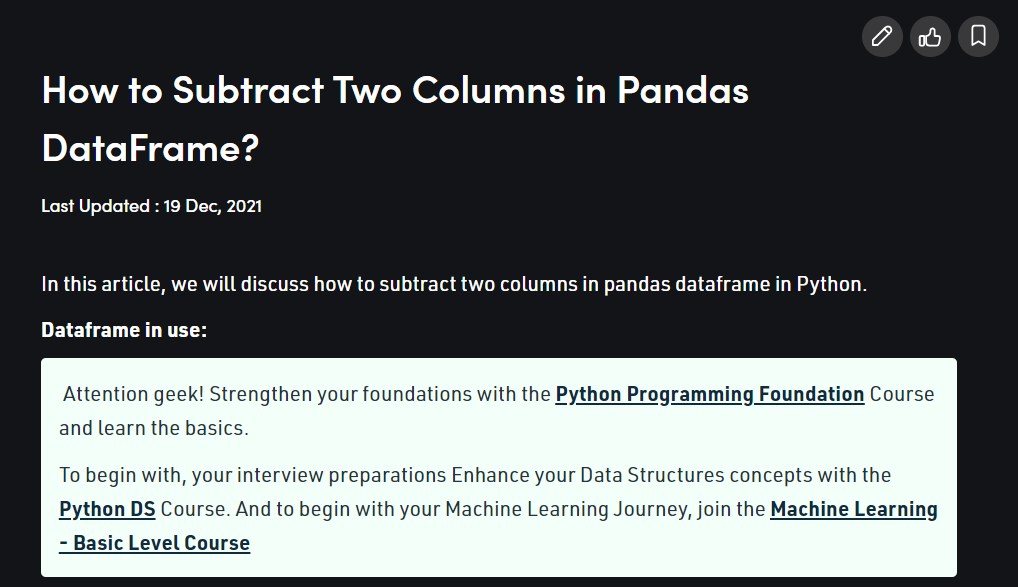 How to Subtract Two Columns in Pandas
DataFrame?
Last Updated : 19 Dec, 2021
In this article, we will discuss how to subtract two columns in pandas dataframe in Python.
Dataframe in use:
Attention geek! Strengthen your foundations with the Python Programming Foundation Course
and learn the basics.
To begin with, your interview preparations Enhance your Data Structures concepts with the
Python DS Course. And to begin with your Machine Learning Journey, join the Machine Learning
- Basic Level Course